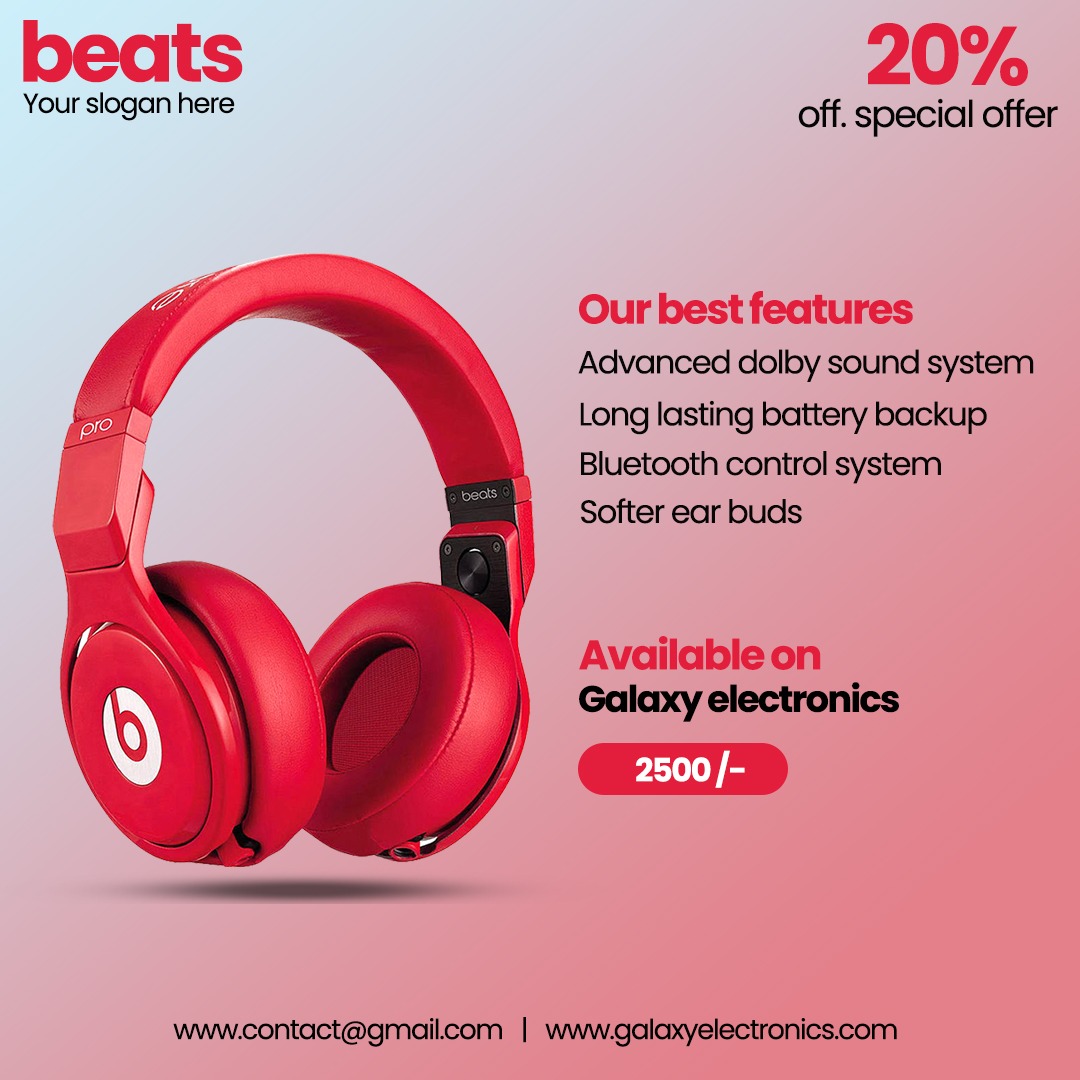 beats
Your slogan here
20%
off. special offer
Our best features
Advanced dolby sound system
Long lasting battery backup
Bluetooth control system
Softer ear buds
pro
beats
b
Available on
Galaxy electronics
2500 /-
www.contact@gmail.com | www.galaxyelectronics.com